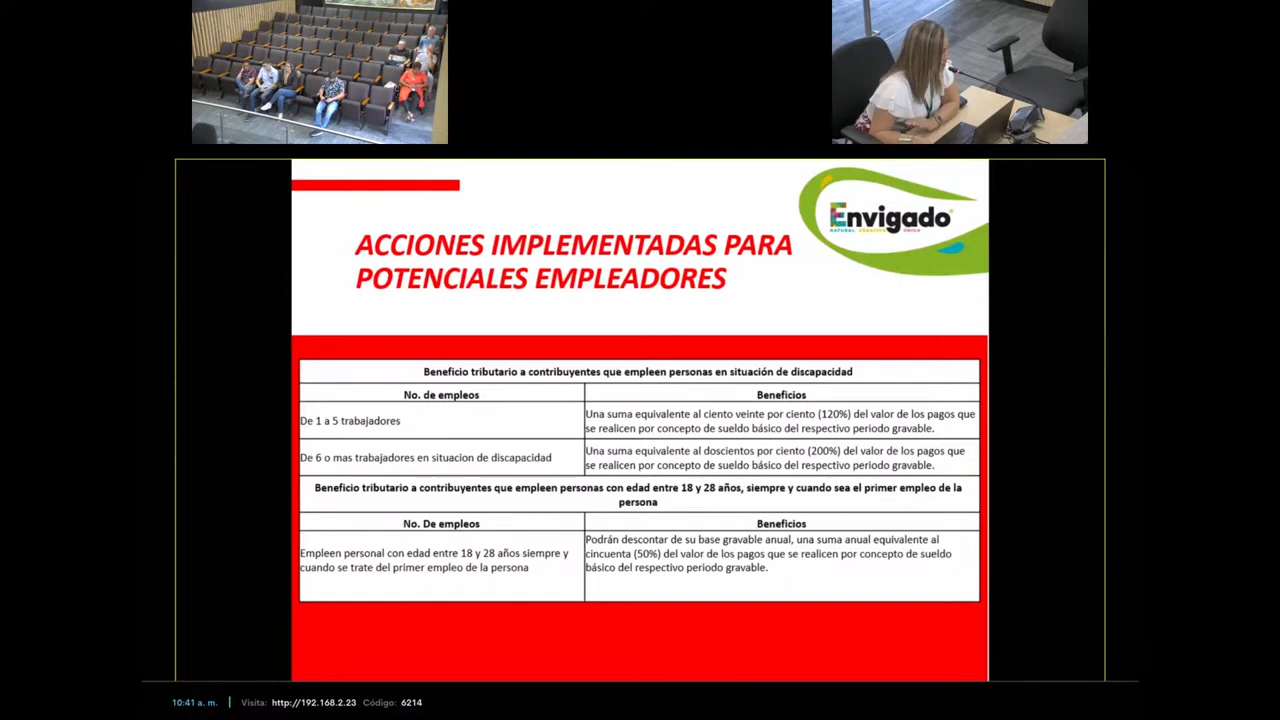 Envigado
NATURAL CREATIVO ÚNICO
ACCIONES IMPLEMENTADAS PARA
POTENCIALES EMPLEADORES
Beneficio tributario a contribuyentes que empleen personas en situación de discapacidad
No. de empleos
Beneficios
De 1 a 5 trabajadores
Una suma equivalente al ciento veinte por ciento (120%) del valor de los pagos que
se realicen por concepto de sueldo básico del respectivo periodo gravable.
De 6 o mas trabajadores en situacion de discapacidad
Una suma equivalente al doscientos por ciento (200%) del valor de los pagos que
se realicen por concepto de sueldo básico del respectivo periodo gravable.
Beneficio tributario a contribuyentes que empleen personas con edad entre 18 y 28 años, siempre y cuando sea el primer empleo de la
persona
No. De empleos
Beneficios
Empleen personal con edad entre 18 y 28 años siempre y
cuando se trate del primer empleo de la persona
Podrán descontar de su base gravable anual, una suma anual equivalente al
cincuenta (50%) del valor de los pagos que se realicen por concepto de sueldo
básico del respectivo periodo gravable.
10:41 a. m. Visita: http://192.168.2.23 Código: 6214